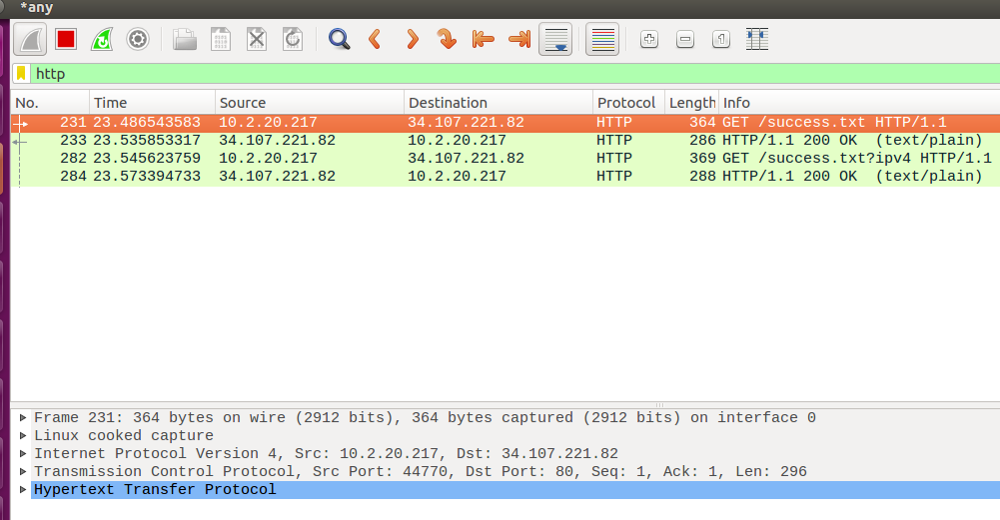 *any
http
No. Time Source Destination Protocol Length Info
231 23.486543583 10.2.20.217 34.107.221.82 HTTP 364 GET /success.txt HTTP/1.1
233 23.535853317 34.107.221.82 10.2.20.217 HTTP 286 HTTP/1.1 200 OK (text/plain)
282 23.545623759 10.2.20.217 34.107.221.82 HTTP 369 GET /success.txt?ipv4 HTTP/1.1
284 23.573394733 34.107.221.82 10.2.20.217 HTTP 288 HTTP/1.1 200 OK (text/plain)
Frame 231: 364 bytes on wire (2912 bits), 364 bytes captured (2912 bits) on interface 0
Linux cooked capture
Internet Protocol Version 4, Src: 10.2.20.217, Dst: 34.107.221.82
Transmission Control Protocol, Src Port: 44770, Dst Port: 80, Seq: 1, Ack: 1, Len: 296
Hypertext Transfer Protocol